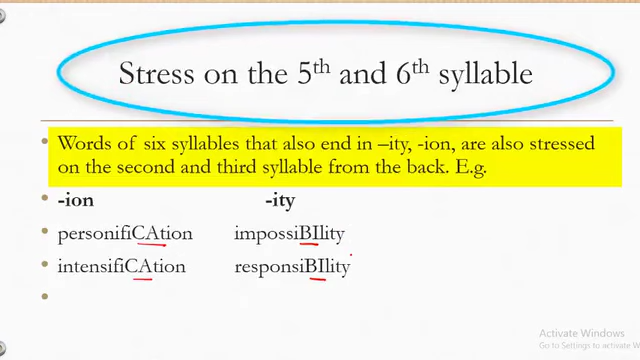 Stress on the 5th and 6th syllable
• Words of six syllables that also end in –ity, -ion, are also stressed
on the second and third syllable from the back. E.g.
• -ion -ity
• personifiCAtion impossiBIlity
• intensifiCAtion responsiBIlity
•
Activate Windows
Go to Settings to activate W